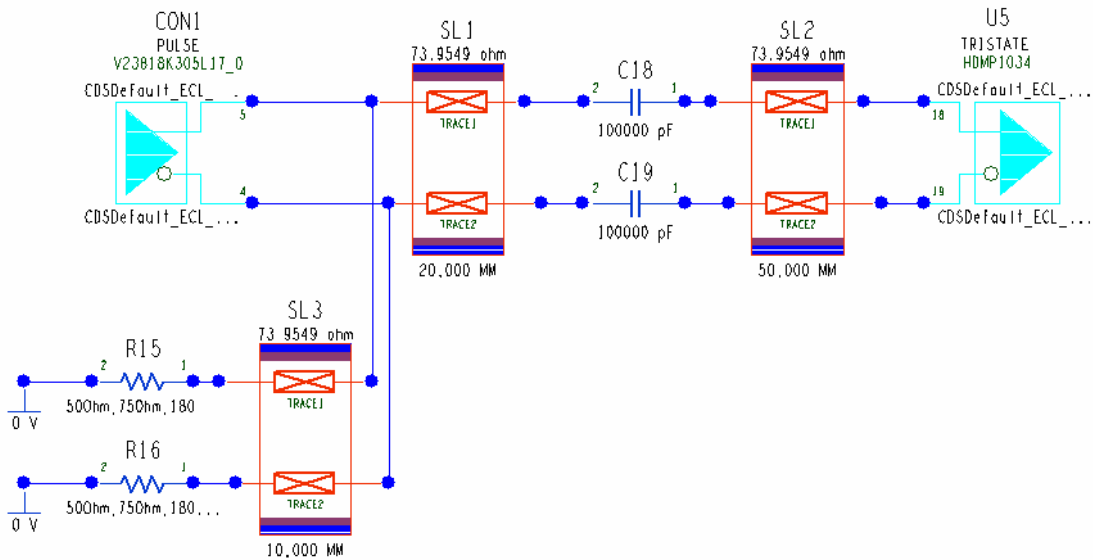 CON1
PULSE
V23818K305L17_0
CDSDefault_ECL_...
5
4
CDSDefault_ECL_...
SL1
73.9549 ohm
TRACE1
TRACE2
20.000 MM
C18
2
1
100000 pF
C19
2
1
100000 pF
SL2
73.9549 ohm
TRACE1
TRACE2
50.000 MM
U5
TRISTATE
HDMP1034
CDSDefault_ECL_...
18
19
CDSDefault_ECL_...
SL3
73.9549 ohm
TRACE1
TRACE2
10.000 MM
R15
2
1
50Ohm,75Ohm,180
0 V
R16
2
1
50Ohm,75Ohm,180...
0 V